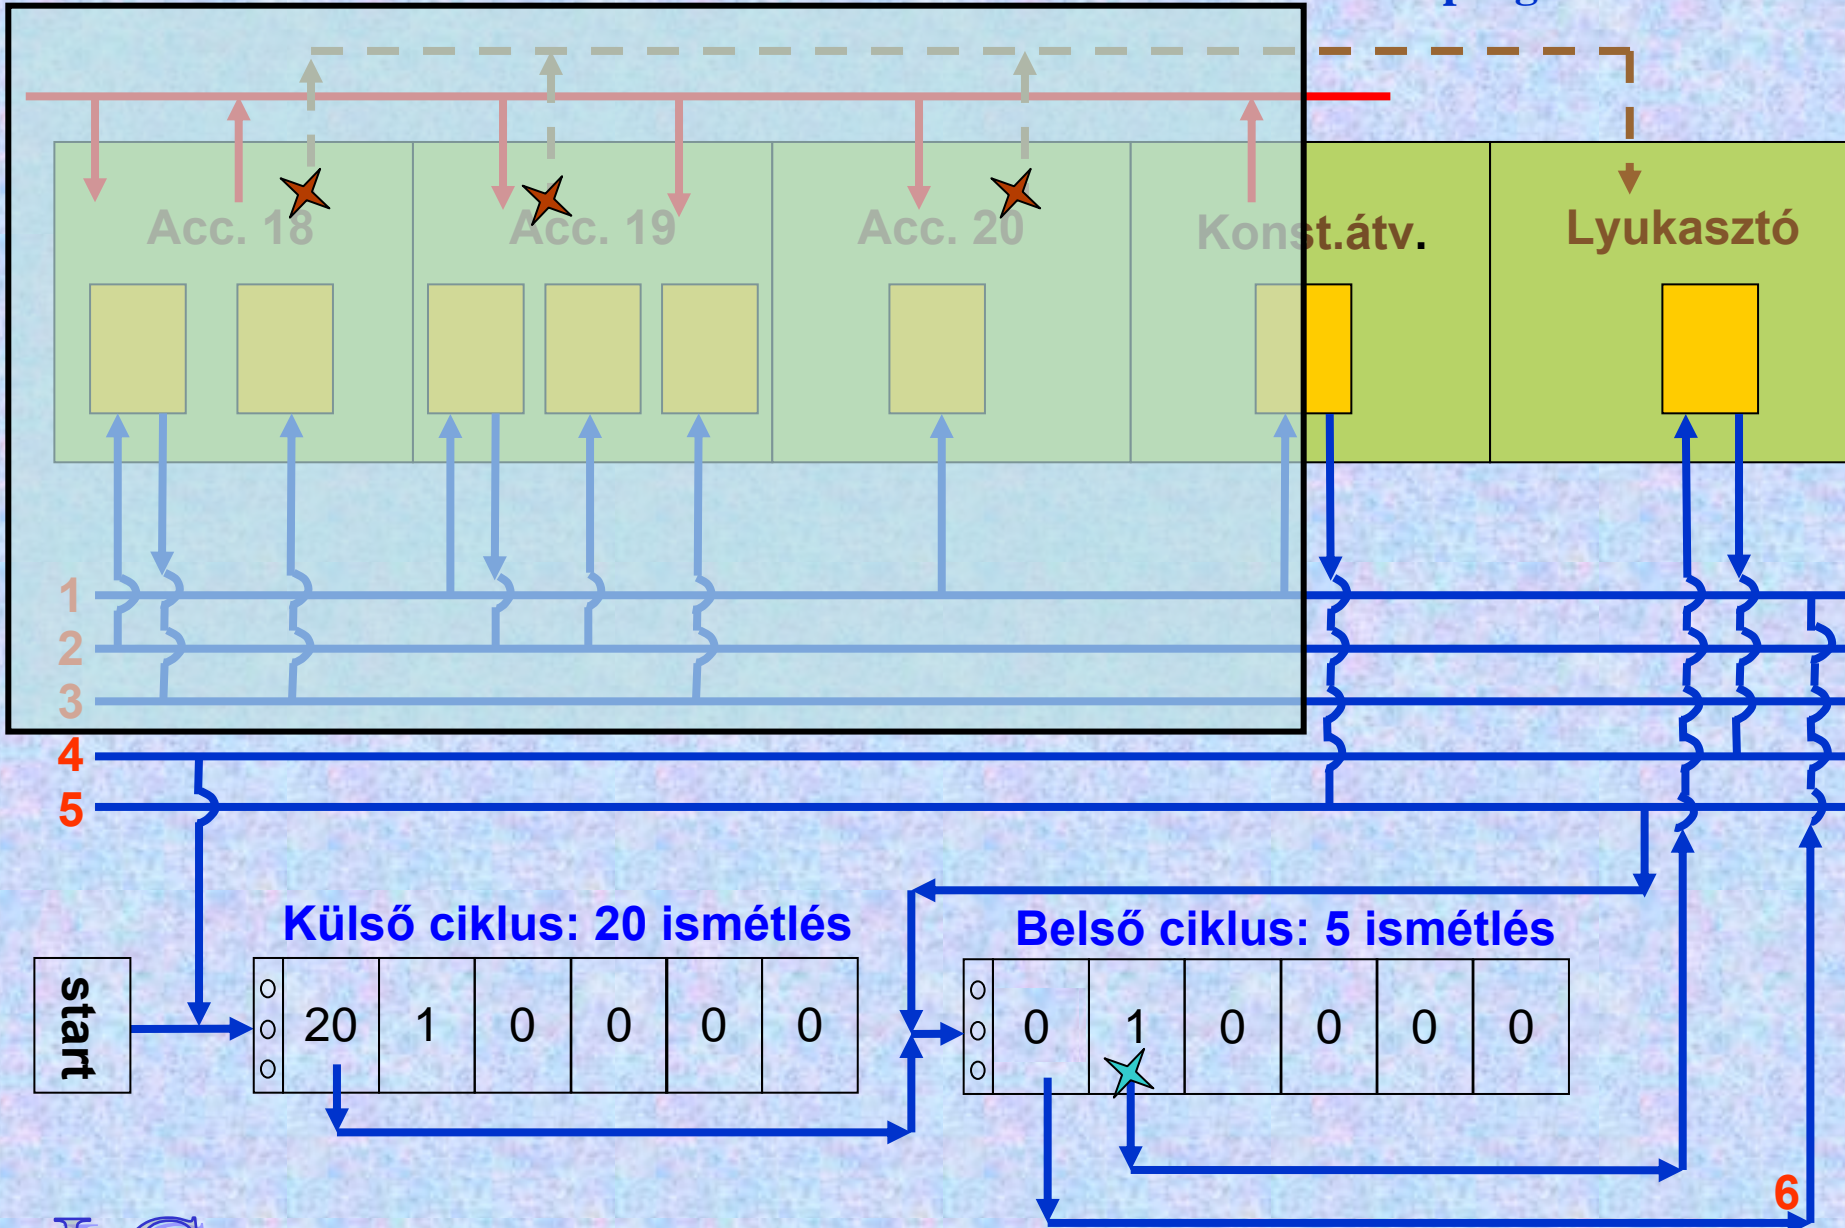 Acc. 18
Acc. 19
Acc. 20
Konst.átv.
Lyukasztó
1
2
3
4
5
Külső ciklus: 20 ismétlés
Belső ciklus: 5 ismétlés
start
20 1 0 0 0 0
0 1 0 0 0 0
6